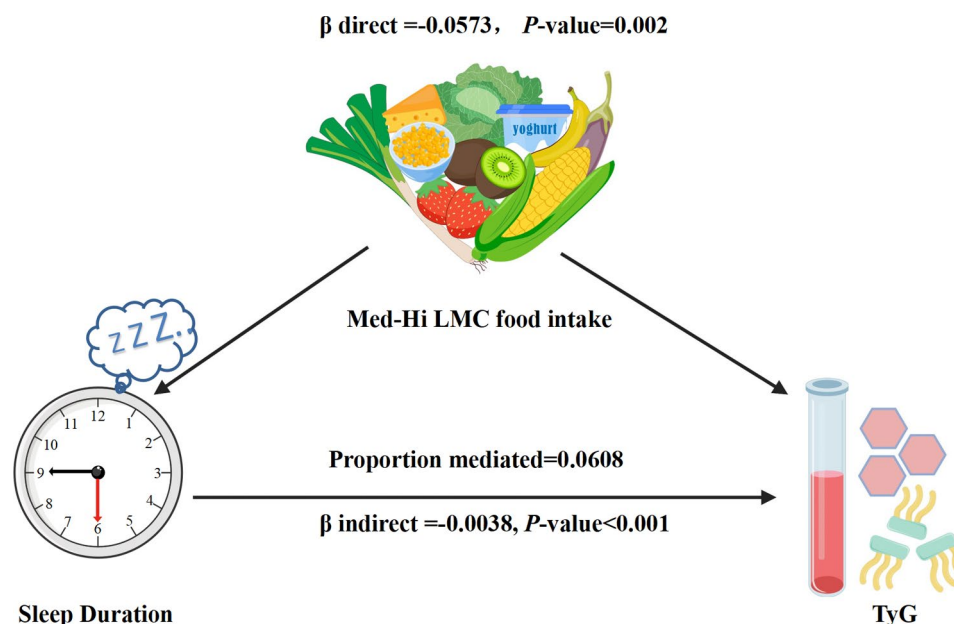 β direct =-0.0573， P-value=0.002
yoghurt
Med-Hi LMC food intake
zzz..
12
11
1
10
2
9
3
8
4
7
5
6
Proportion mediated=0.0608
β indirect =-0.0038, P-value<0.001
Sleep Duration
TyG